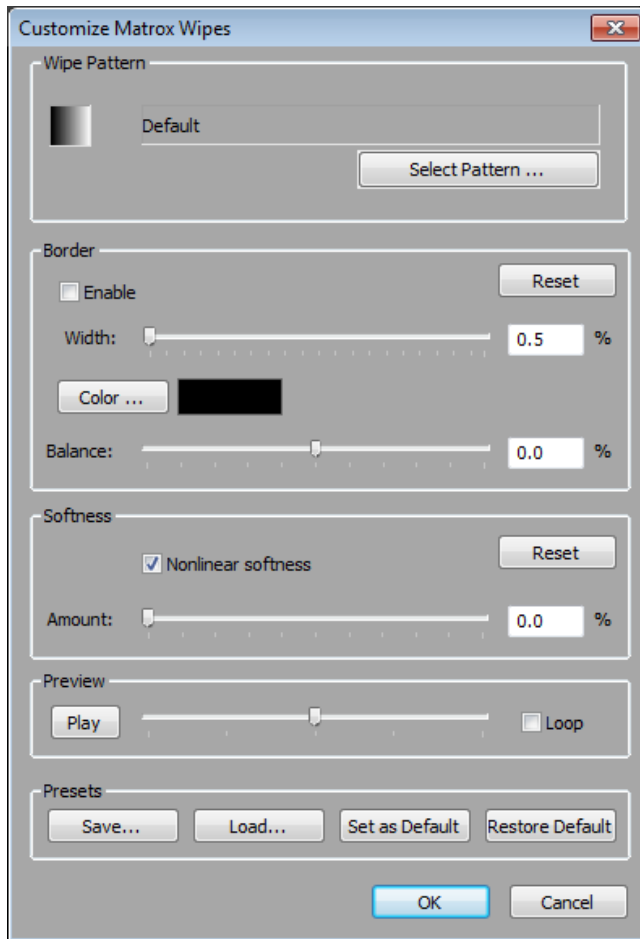 Customize Matrox Wipes
Wipe Pattern
Default
Select Pattern ...
Border
Enable
Reset
Width:
0.5 %
Color ...
Balance:
0.0 %
Softness
Nonlinear softness
Reset
Amount:
0.0 %
Preview
Play
Loop
Presets
Save... Load... Set as Default Restore Default
OK Cancel